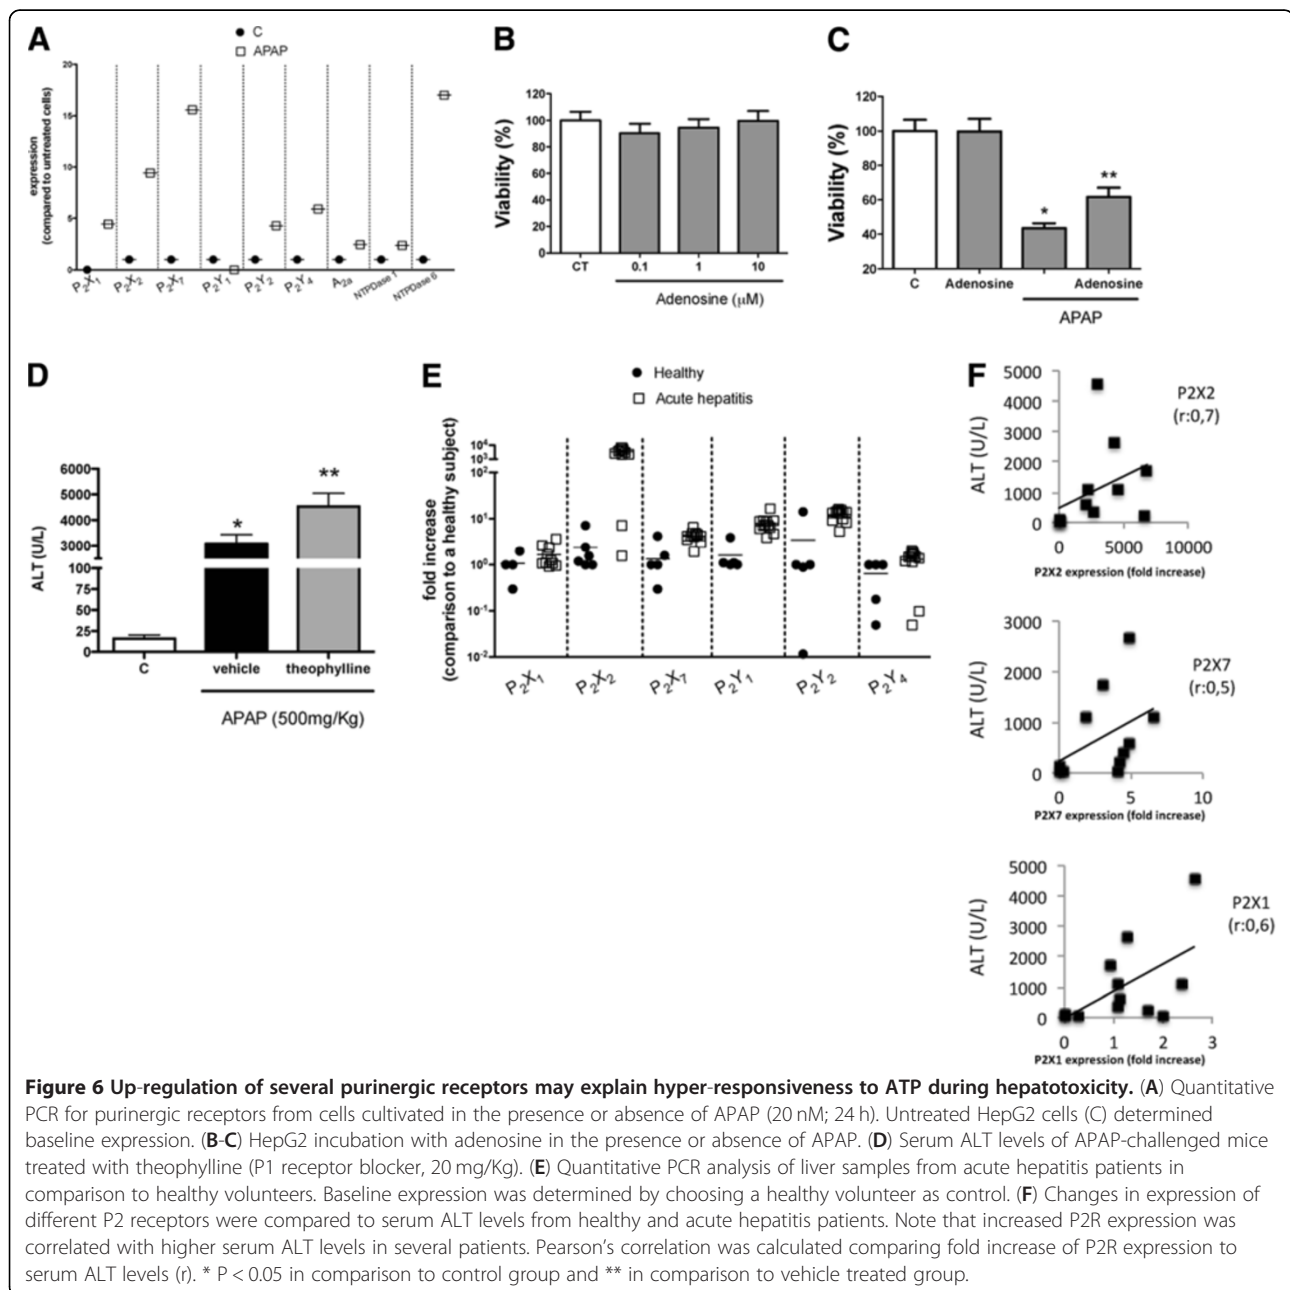 A
C
APAP
expression
(compared to untreated cells)
20
15
10
5
0
P2X1
P2X2
P2X7
P2Y1
P2Y2
P2Y4
A2a
NTPDase 1
NTPDase 6
B
Viability (%)
120
100
80
60
40
20
0
CT
0.1
1
10
Adenosine (µM)
C
Viability (%)
120
100
80
60
40
20
*
**
C
Adenosine
Adenosine
APAP
D
ALT (U/L)
6000
5000
4000
3000
100
75
50
25
0
*
**
C
vehicle
theophylline
APAP (500mg/Kg)
E
Healthy
Acute hepatitis
fold increase
(comparison to a healthy subject)
10^4
10^3
10^2
10^1
10^0
10^-1
10^-2
P2X1
P2X2
P2X7
P2Y1
P2Y2
P2Y4
F
ALT (U/L)
5000
4000
3000
2000
1000
0
P2X2
(r:0,7)
0 5000 10000
P2X2 expression (fold increase)
ALT (U/L)
3000
2000
1000
0
P2X7
(r:0,5)
0 5 10
P2X7 expression (fold increase)
ALT (U/L)
5000
4000
3000
2000
1000
0
P2X1
(r:0,6)
0 1 2 3
P2X1 expression (fold increase)
Figure 6 Up-regulation of several purinergic receptors may explain hyper-responsiveness to ATP during hepatotoxicity. (A) Quantitative
PCR for purinergic receptors from cells cultivated in the presence or absence of APAP (20 nM; 24 h). Untreated HepG2 cells (C) determined
baseline expression. (B-C) HepG2 incubation with adenosine in the presence or absence of APAP. (D) Serum ALT levels of APAP-challenged mice
treated with theophylline (P1 receptor blocker, 20 mg/Kg). (E) Quantitative PCR analysis of liver samples from acute hepatitis patients in
comparison to healthy volunteers. Baseline expression was determined by choosing a healthy volunteer as control. (F) Changes in expression of
different P2 receptors were compared to serum ALT levels from healthy and acute hepatitis patients. Note that increased P2R expression was
correlated with higher serum ALT levels in several patients. Pearson's correlation was calculated comparing fold increase of P2R expression to
serum ALT levels (r). * P < 0.05 in comparison to control group and ** in comparison to vehicle treated group.